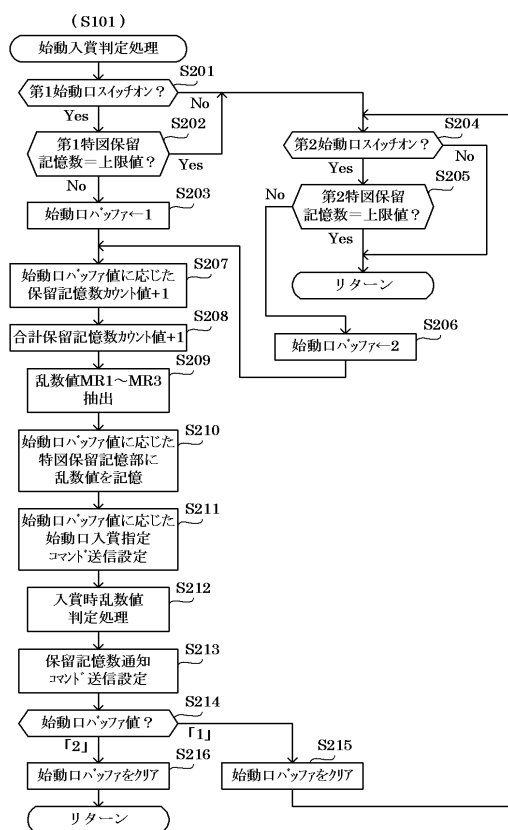 (S101)
始動入賞判定処理
S201
第1始動口スイッチオン?
No
Yes
S202
第1特図保留
記憶数=上限値?
Yes
No
S203
始動口バッファ←1
S204
第2始動口スイッチオン?
No
Yes
S205
第2特図保留
記憶数=上限値?
No
Yes
リターン
S206
始動口バッファ←2
S207
始動口バッファ値に応じた
保留記憶数カウント値+1
S208
合計保留記憶数カウント値+1
S209
乱数値MR1~MR3
抽出
S210
始動口バッファ値に応じた
特図保留記憶部に
乱数値を記憶
S211
始動口バッファ値に応じた
始動口入賞指定
コマンド送信設定
S212
入賞時乱数値
判定処理
S213
保留記憶数通知
コマンド送信設定
S214
始動口バッファ値?
「1」
「2」
S215
始動口バッファをクリア
S216
始動口バッファをクリア
リターン